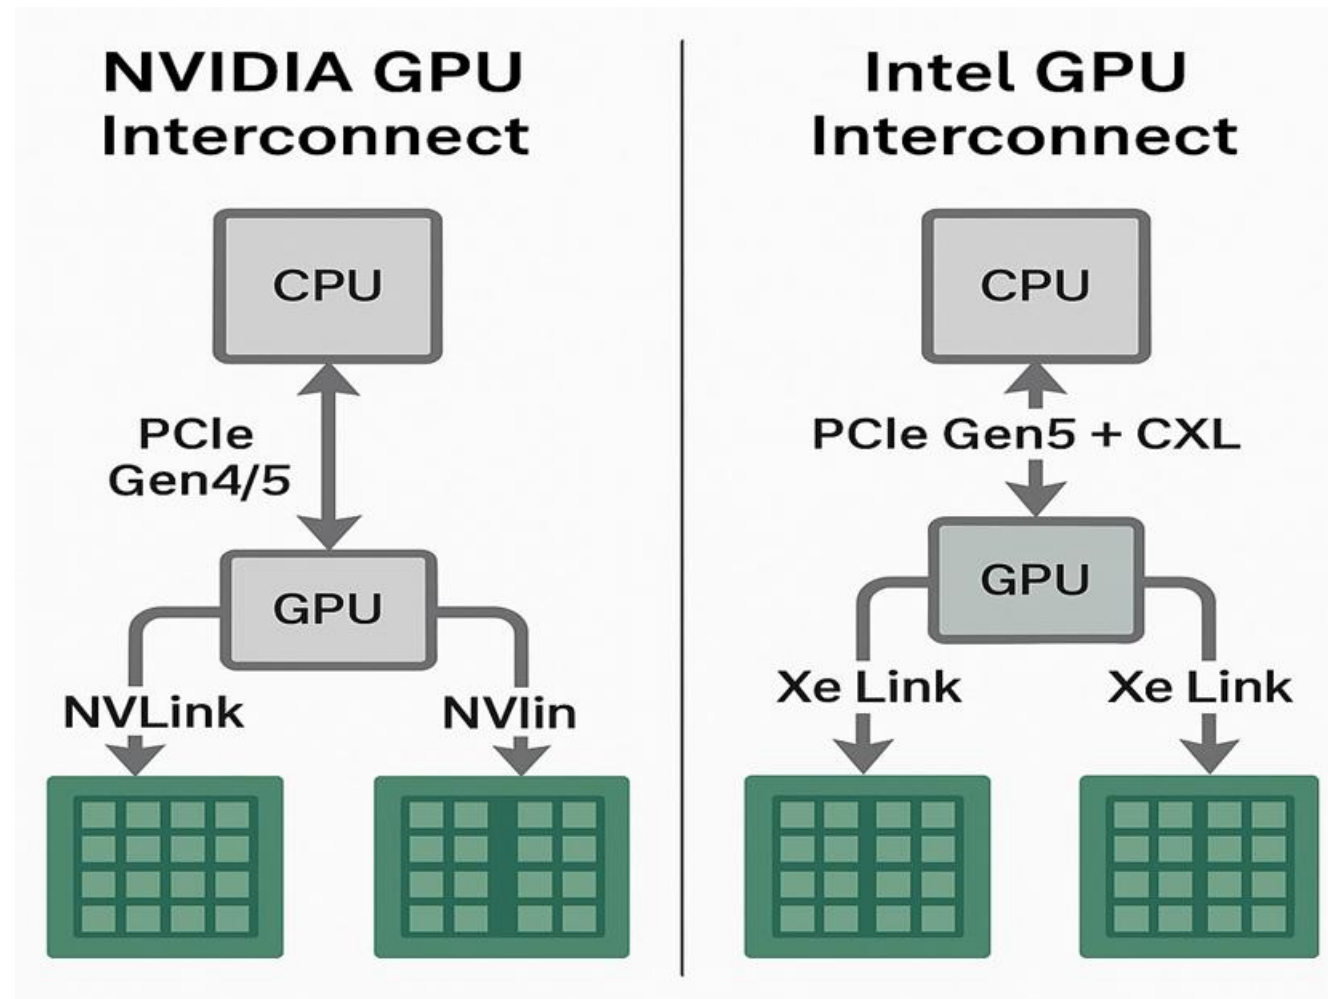 NVIDIA GPU
Interconnect
CPU
PCIe
Gen4/5
GPU
NVLink
NVlin
Intel GPU
Interconnect
CPU
PCIe Gen5 + CXL
GPU
Xe Link
Xe Link